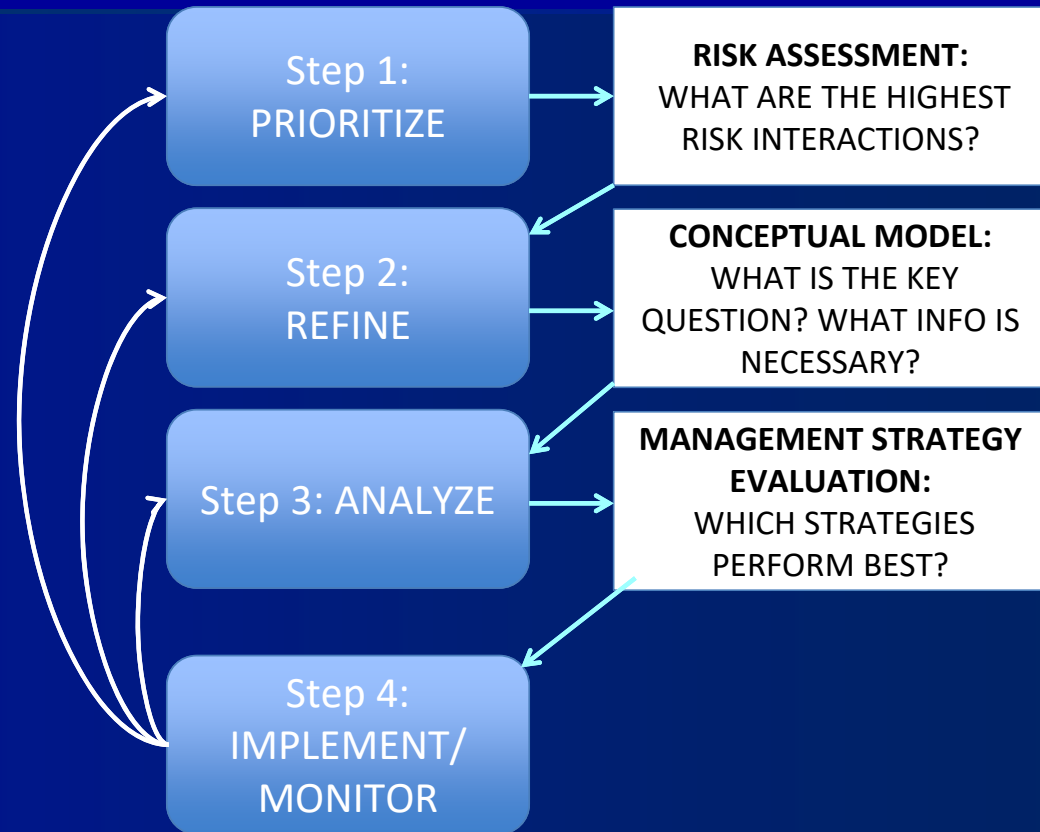 Step 1:
PRIORITIZE
RISK ASSESSMENT:
WHAT ARE THE HIGHEST
RISK INTERACTIONS?
Step 2:
REFINE
CONCEPTUAL MODEL:
WHAT IS THE KEY
QUESTION? WHAT INFO IS
NECESSARY?
Step 3: ANALYZE
MANAGEMENT STRATEGY
EVALUATION:
WHICH STRATEGIES
PERFORM BEST?
Step 4:
IMPLEMENT/
MONITOR